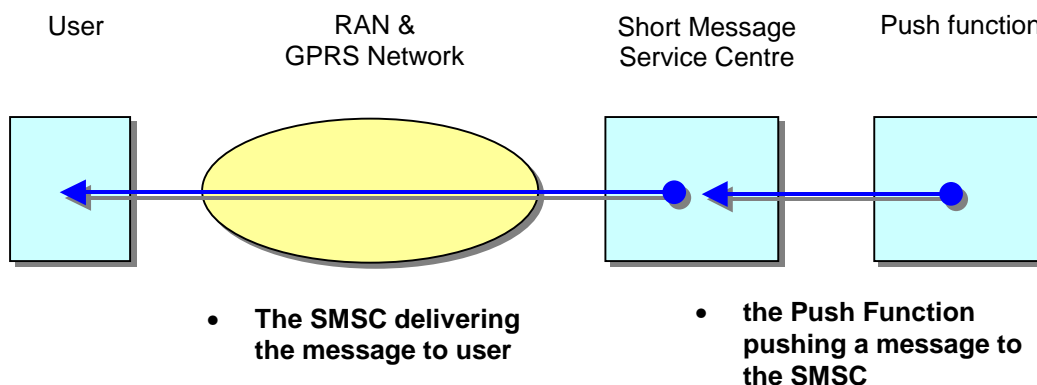 User
RAN &
GPRS Network
Short Message
Service Centre
Push function
• The SMSC delivering
the message to user
• the Push Function
pushing a message to
the SMSC